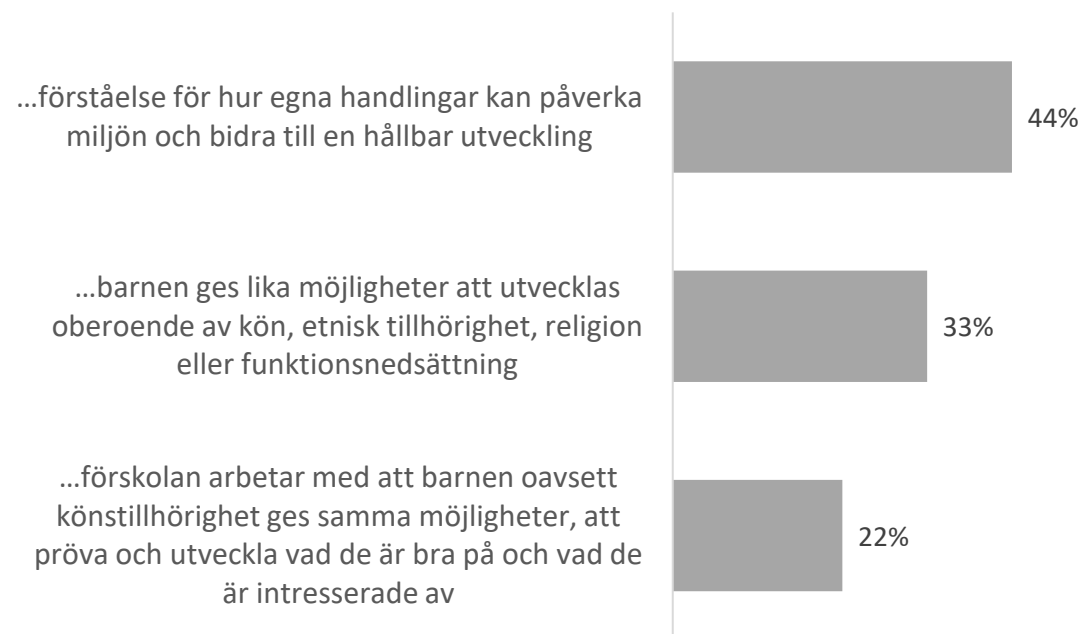 ...förståelse för hur egna handlingar kan påverka
miljön och bidra till en hållbar utveckling
44%
...barnen ges lika möjligheter att utvecklas
oberoende av kön, etnisk tillhörighet, religion
eller funktionsnedsättning
33%
...förskolan arbetar med att barnen oavsett
könstillhörighet ges samma möjligheter, att
pröva och utveckla vad de är bra på och vad de
är intresserade av
22%